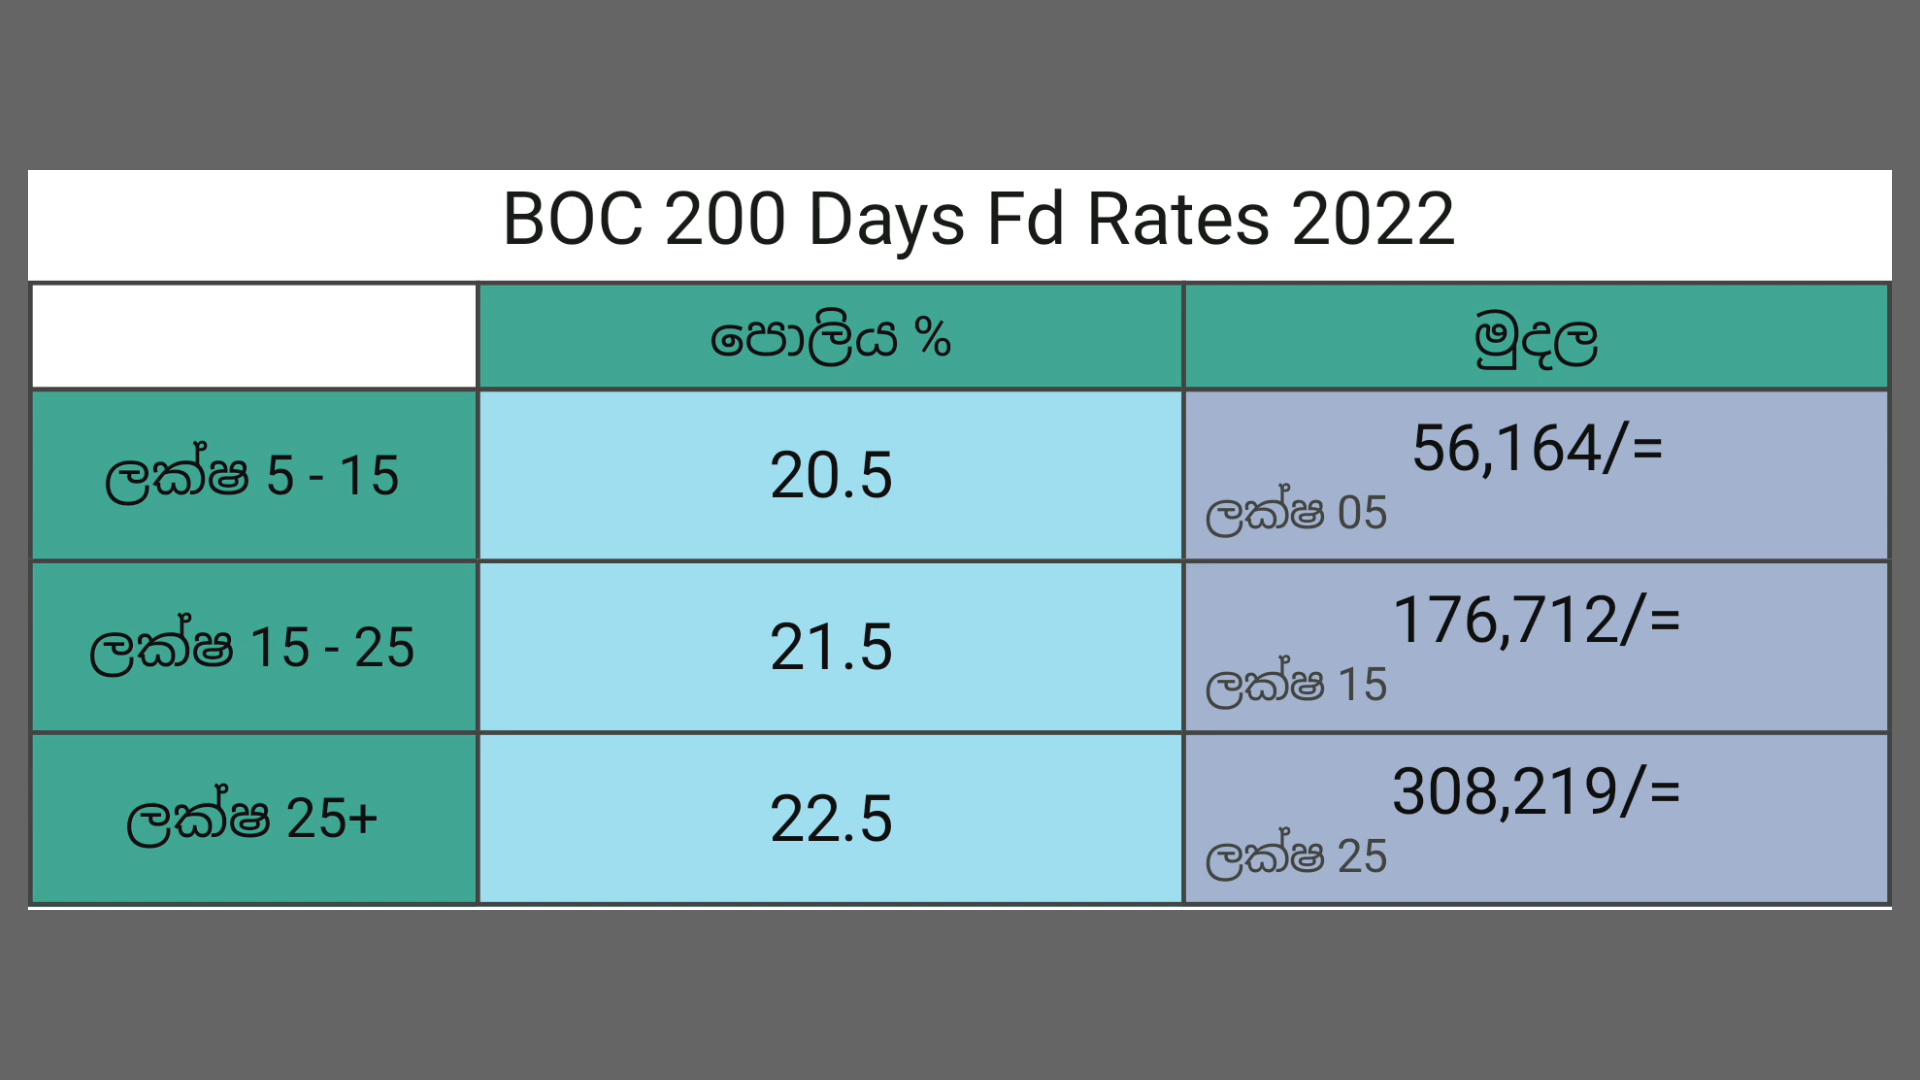 BOC 200 Days Fd Rates 2022
පොලිය % මුදල
ලක්ෂ 5 - 15 20.5 56,164/=
ලක්ෂ 05
ලක්ෂ 15 - 25 21.5 176,712/=
ලක්ෂ 15
ලක්ෂ 25+ 22.5 308,219/=
ලක්ෂ 25